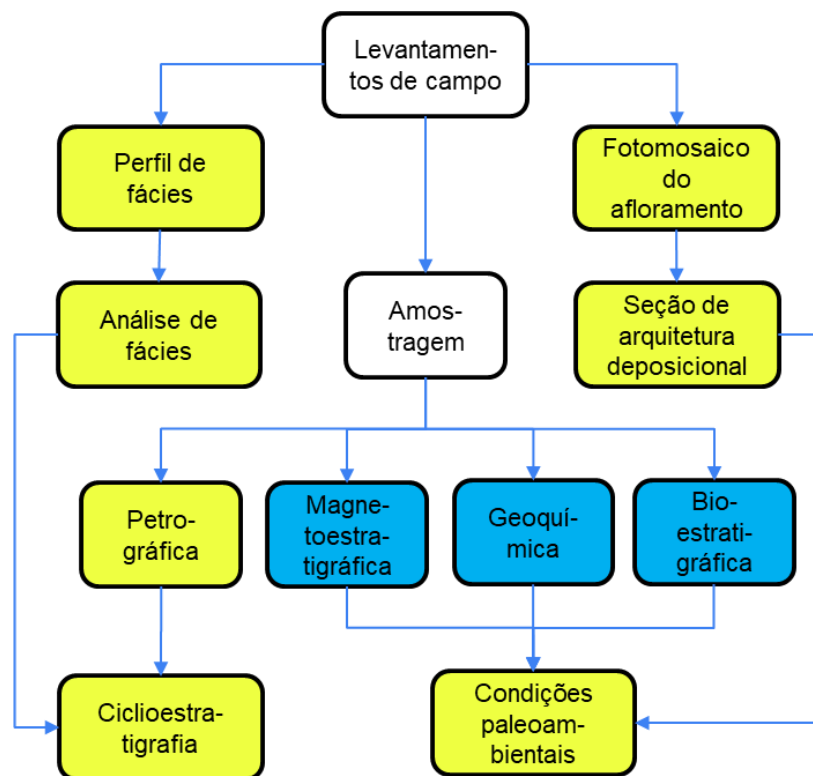 Levantamen-
tos de campo
Perfil de
fácies
Fotomosaico
do
afloramento
Análise de
fácies
Amos-
tragem
Seção de
arquitetura
deposicional
Petro-
gráfica
Magne-
toestra-
tigráfica
Geoquí-
mica
Bio-
estrati-
gráfica
Ciclioestra-
tigrafia
Condições
paleoam-
bientais